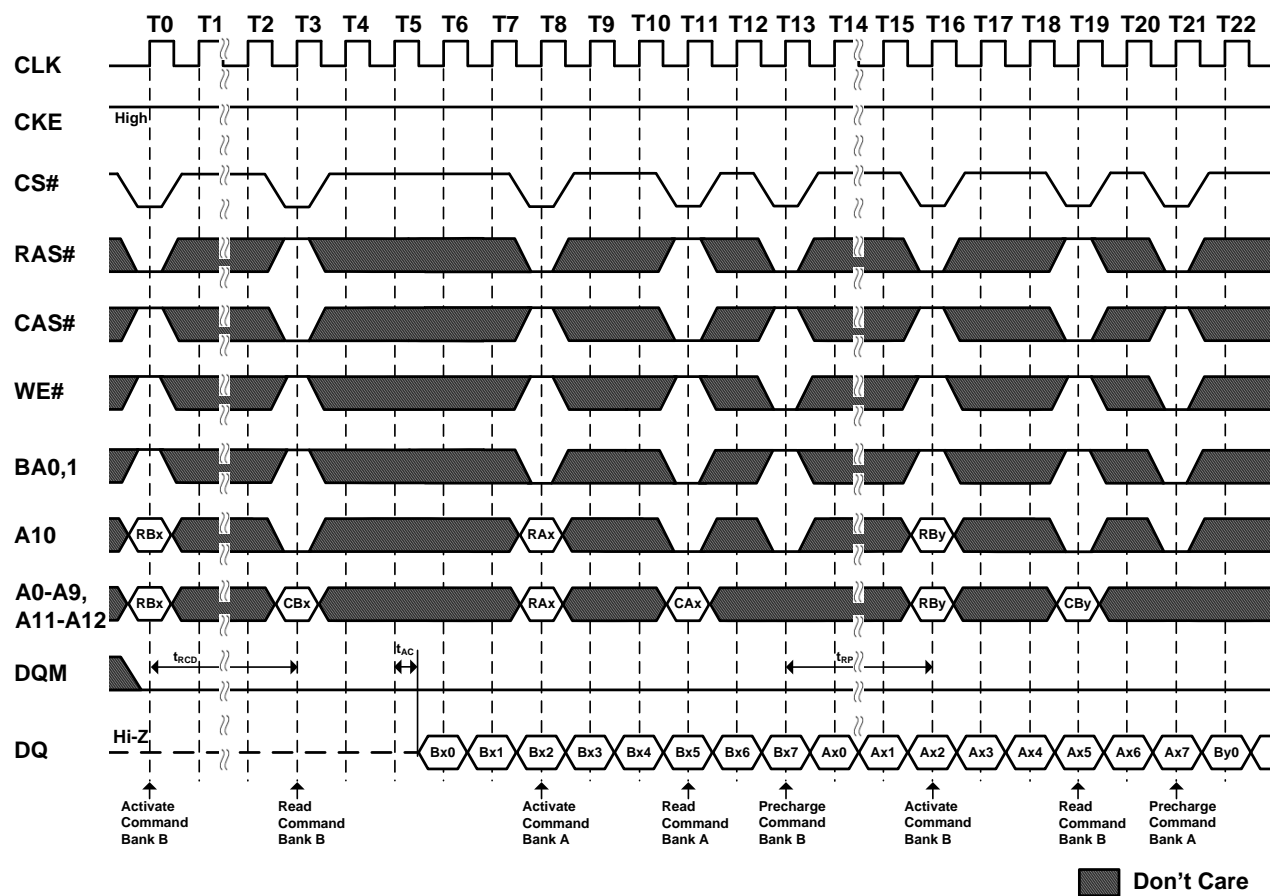 T0 T1 T2 T3 T4 T5 T6 T7 T8 T9 T10 T11 T12 T13 T14 T15 T16 T17 T18 T19 T20 T21 T22
CLK
CKE
High
CS#
RAS#
CAS#
WE#
BA0,1
A10
RBx RAx RBy
A0-A9,
A11-A12
RBx CBx RAx CAx RBy CBy
DQM
tRCD tAC tRP
DQ
Hi-Z
Bx0 Bx1 Bx2 Bx3 Bx4 Bx5 Bx6 Bx7 Ax0 Ax1 Ax2 Ax3 Ax4 Ax5 Ax6 Ax7 By0
Activate
Command
Bank B
Read
Command
Bank B
Activate
Command
Bank A
Read
Command
Bank A
Precharge
Command
Bank B
Activate
Command
Bank B
Read
Command
Bank B
Precharge
Command
Bank A
Don't Care